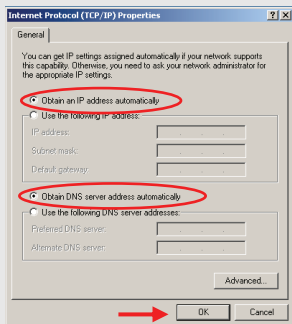 Internet Protocol (TCP/IP) Properties
General
You can get IP settings assigned automatically if your network supports
this capability. Otherwise, you need to ask your network administrator for
the appropriate IP settings.
Obtain an IP address automatically
Use the following IP address:
IP address:
Subnet mask:
Default gateway:
Obtain DNS server address automatically
Use the following DNS server addresses:
Preferred DNS server:
Alternate DNS server:
Advanced...
OK Cancel